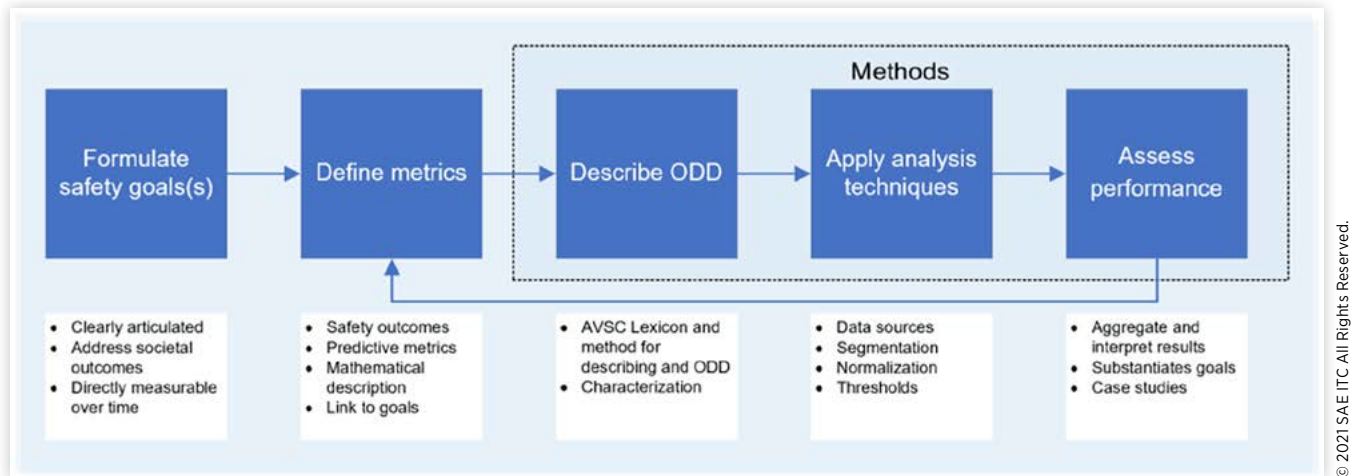 Methods
Formulate
safety goals(s)
Define metrics
Describe ODD
Apply analysis
techniques
Assess
performance
• Clearly articulated
• Address societal
outcomes
• Directly measurable
over time
• Safety outcomes
• Predictive metrics
• Mathematical
description
• Link to goals
• AVSC Lexicon and
method for
describing and ODD
• Characterization
• Data sources
• Segmentation
• Normalization
• Thresholds
• Aggregate and
interpret results
• Substantiates goals
• Case studies
© 2021 SAE ITC All Rights Reserved.